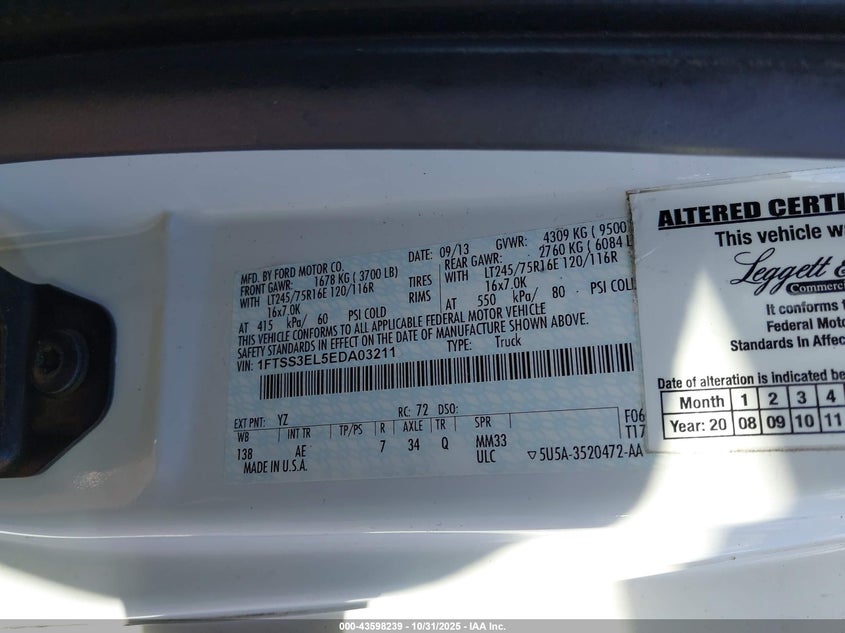 MFD. BY FORD MOTOR CO.
DATE: 09/13
GVWR: 4309 KG ( 9500
FRONT GAWR: 1678 KG ( 3700 LB)
REAR GAWR: 2760 KG ( 6084 L
WITH LT245/75R16E 120/116R TIRES
WITH LT245/75R16E 120/116R
16x7.0K RIMS
16x7.0K
AT 415 kPa/ 60 PSI COLD
AT 550 kPa/ 80 PSI COLD
THIS VEHICLE CONFORMS TO ALL APPLICABLE FEDERAL MOTOR VEHICLE
SAFETY STANDARDS IN EFFECT ON THE DATE OF MANUFACTURE SHOWN ABOVE.
VIN: 1FTSS3EL5EDA03211
TYPE: Truck
EXT PNT: YZ RC: 72 DSO:
WB INT TR TP/PS R AXLE TR SPR F06
138 AE 7 34 Q MM33 T17
ULC
MADE IN U.S.A.
▽5U5A-3520472-AA
ALTERED CERTI
This vehicle w
Leggett &
Commerc
It conforms t
Federal Moto
Standards In Affec
Date of alteration is indicated be
Month 1 2 3 4
Year: 20 08 09 10 11
000-43598239 - 10/31/2025 - IAA Inc.